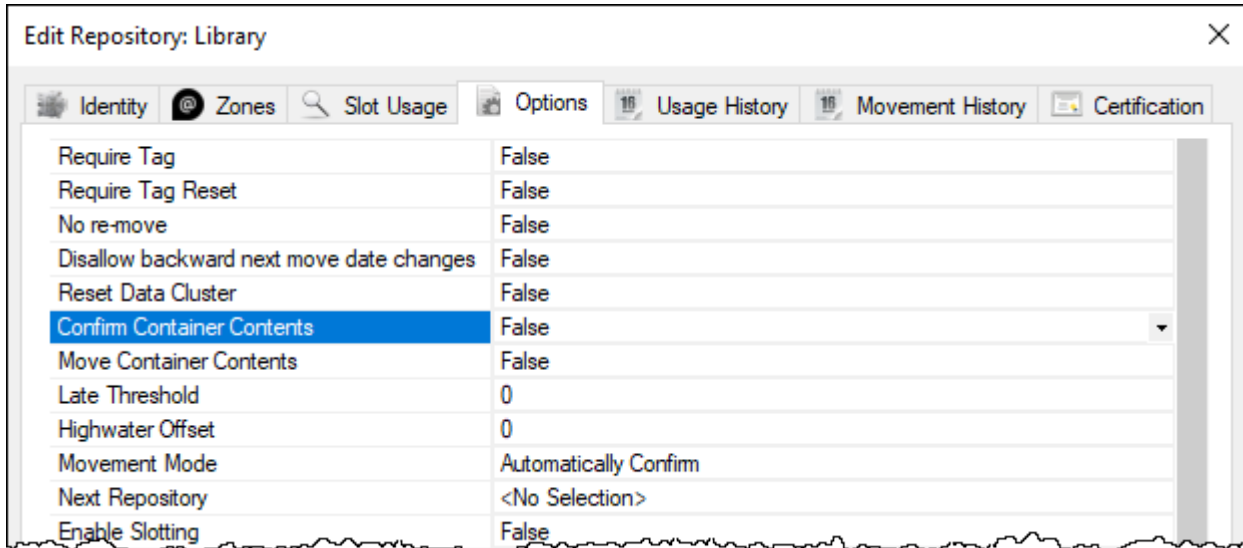 Edit Repository: Library
Identity Zones Slot Usage Options Usage History Movement History Certification
Require Tag False
Require Tag Reset False
No re-move False
Disallow backward next move date changes False
Reset Data Cluster False
Confirm Container Contents False
Move Container Contents False
Late Threshold 0
Highwater Offset 0
Movement Mode Automatically Confirm
Next Repository <No Selection>
Enable Slotting False